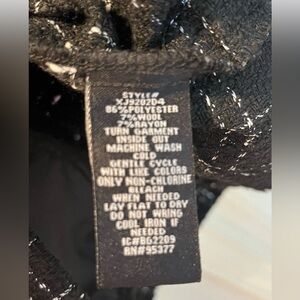 STYLE#
XJ9202D4
86%POLYESTER
7%WOOL
7%RAYON
TURN GARMENT
INSIDE OUT
MACHINE WASH
COLD
GENTLE CYCLE
WITH LIKE COLORS
ONLY NON-CHLORINE
BLEACH
WHEN NEEDED
LAY FLAT TO DRY
DO NOT WRING
COOL IRON IF
NEEDED
IC#BG2209
RN#95377